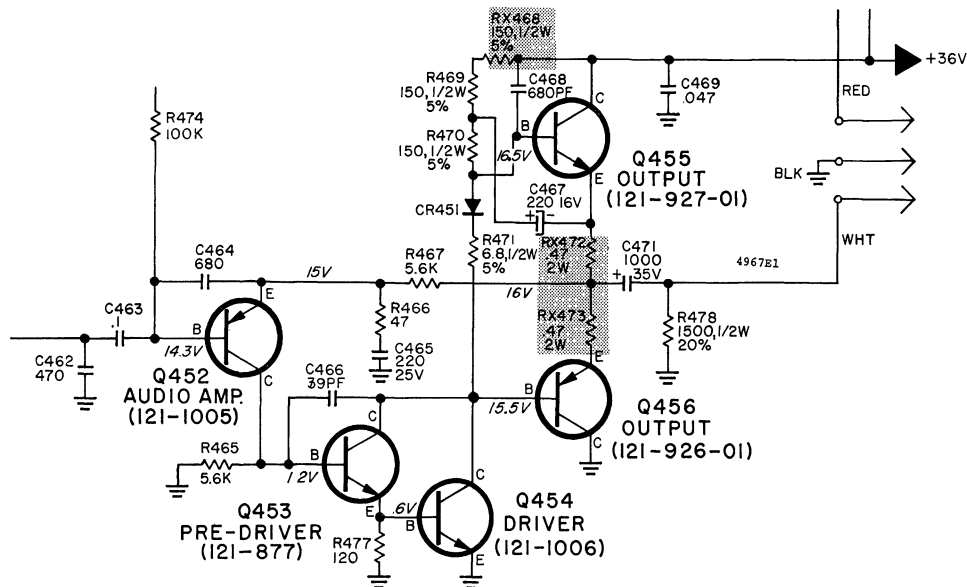 RX468
150,1/2W
5%
R469
150,1/2W
5%
C468
680PF
C469
.047
+36V
RED
R474
100K
R470
150,1/2W
5%
B
C
16.5V
E
Q455
OUTPUT
(121-927-01)
BLK
CR451
C467
220 16V
+
-
WHT
C464
680
15V
R467
5.6K
R471
6.8,1/2W
5%
RX472
.47
2W
16V
C471
1000
35V
+
4967E1
C463
.1
E
B
14.3V
C
R466
47
C465
220
25V
RX473
.47
2W
R478
1500,1/2W
20%
C462
470
Q452
AUDIO AMP.
(121-1005)
C466
39PF
C
B
15.5V
E
C
Q456
OUTPUT
(121-926-01)
R465
5.6K
B
1.2V
E
.6V
B
C
E
Q454
DRIVER
(121-1006)
Q453
PRE-DRIVER
(121-877)
R477
120